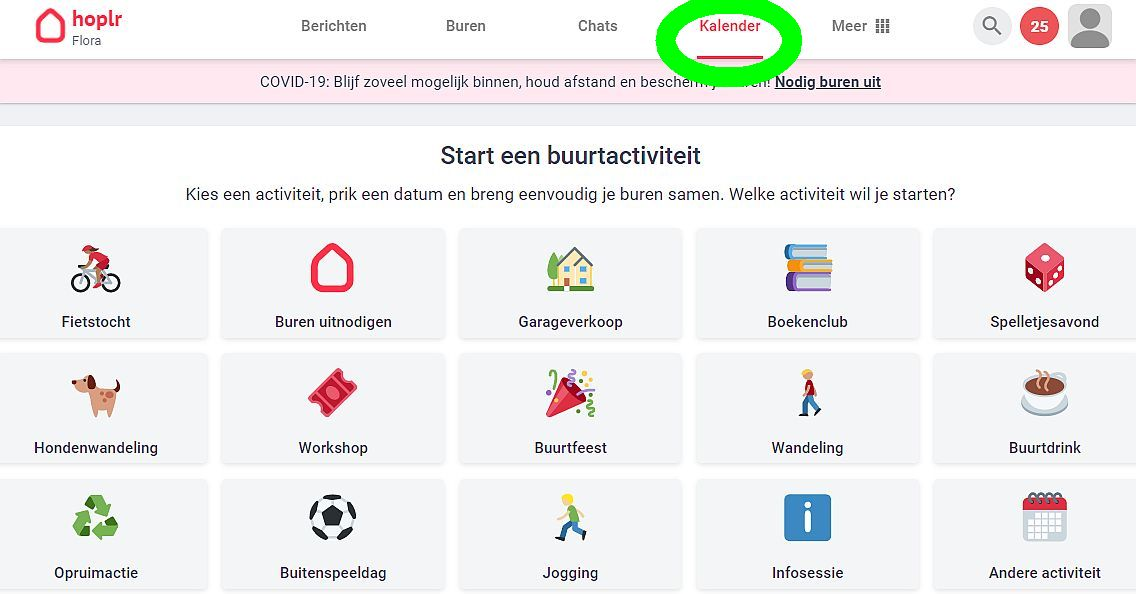 hoplr
Flora
Berichten Buren Chats Kalender Meer 25
COVID-19: Blijf zoveel mogelijk binnen, houd afstand en bescherm Nodig buren uit
Start een buurtactiviteit
Kies een activiteit, prik een datum en breng eenvoudig je buren samen. Welke activiteit wil je starten?
Fietstocht Buren uitnodigen Garageverkoop Boekenclub Spelletjesavond
Hondenwandeling Workshop Buurtfeest Wandeling Buurtdrink
Opruimactie Buitenspeeldag Jogging Infosessie Andere activiteit